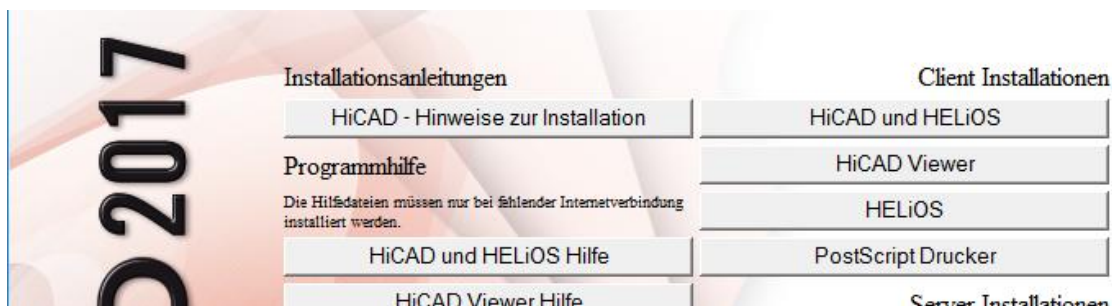 D 2017
Installationsanleitungen
HiCAD - Hinweise zur Installation
Programmhilfe
Die Hilfedateien müssen nur bei fehlender Internetverbindung
installiert werden.
HiCAD und HELiOS Hilfe
HiCAD Viewer Hilfe
Client Installationen
HiCAD und HELiOS
HiCAD Viewer
HELiOS
PostScript Drucker
Server Installationen